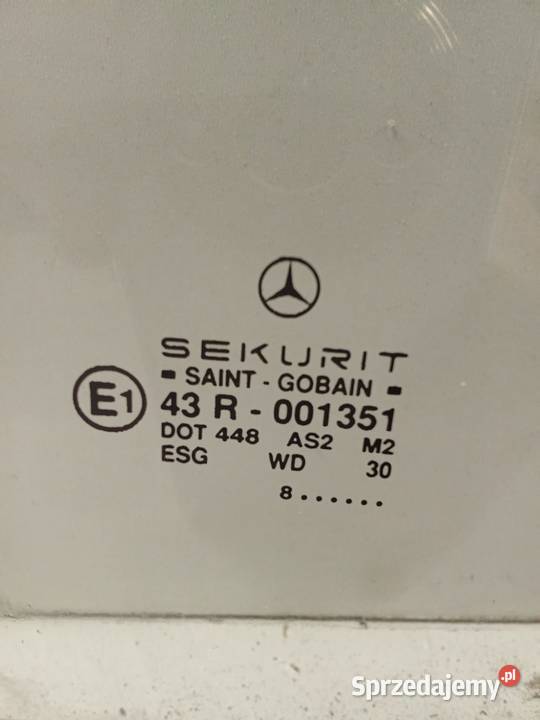 SEKURIT
- SAINT - GOBAIN -
E1 43 R - 001351
DOT 448 AS2 M2
ESG WD 30
8......
Sprzedajemy.pl